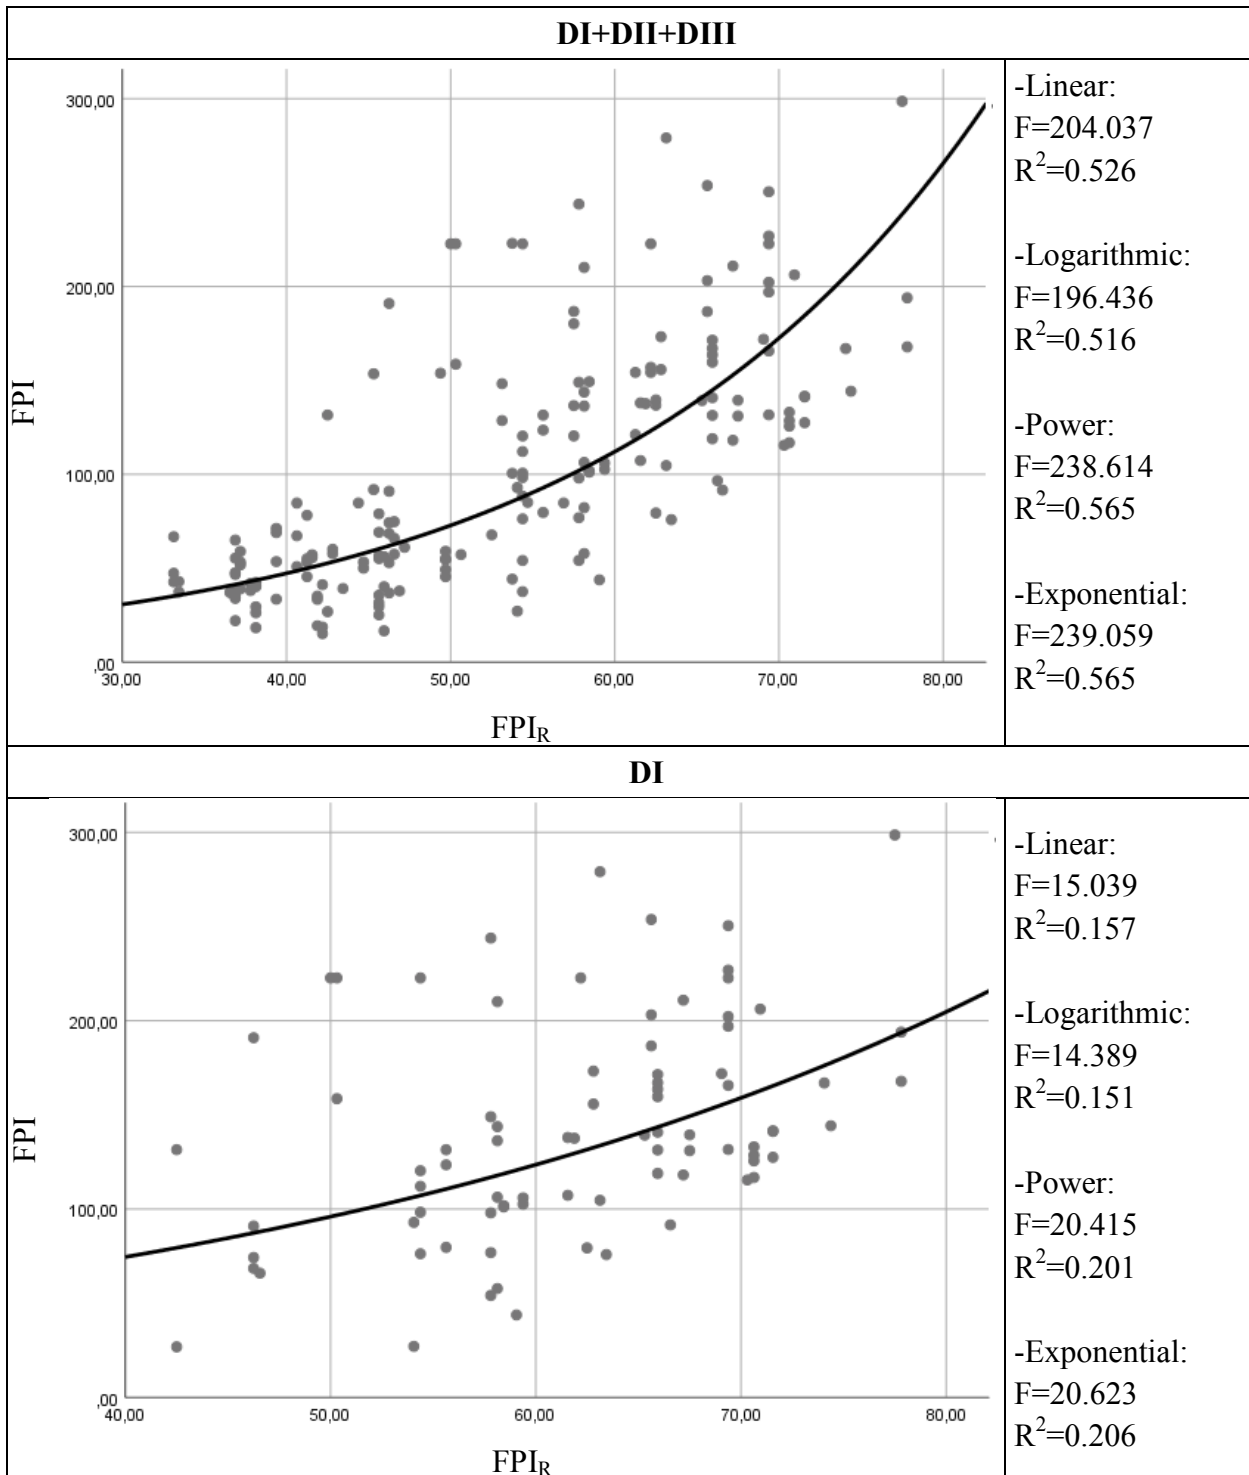 DI+DII+DIII
300,00
200,00
100,00
,00
30,00 40,00 50,00 60,00 70,00 80,00
FPI
FPI_R
-Linear:
F=204.037
R²=0.526
-Logarithmic:
F=196.436
R²=0.516
-Power:
F=238.614
R²=0.565
-Exponential:
F=239.059
R²=0.565
DI
300,00
200,00
100,00
,00
40,00 50,00 60,00 70,00 80,00
FPI
FPI_R
-Linear:
F=15.039
R²=0.157
-Logarithmic:
F=14.389
R²=0.151
-Power:
F=20.415
R²=0.201
-Exponential:
F=20.623
R²=0.206